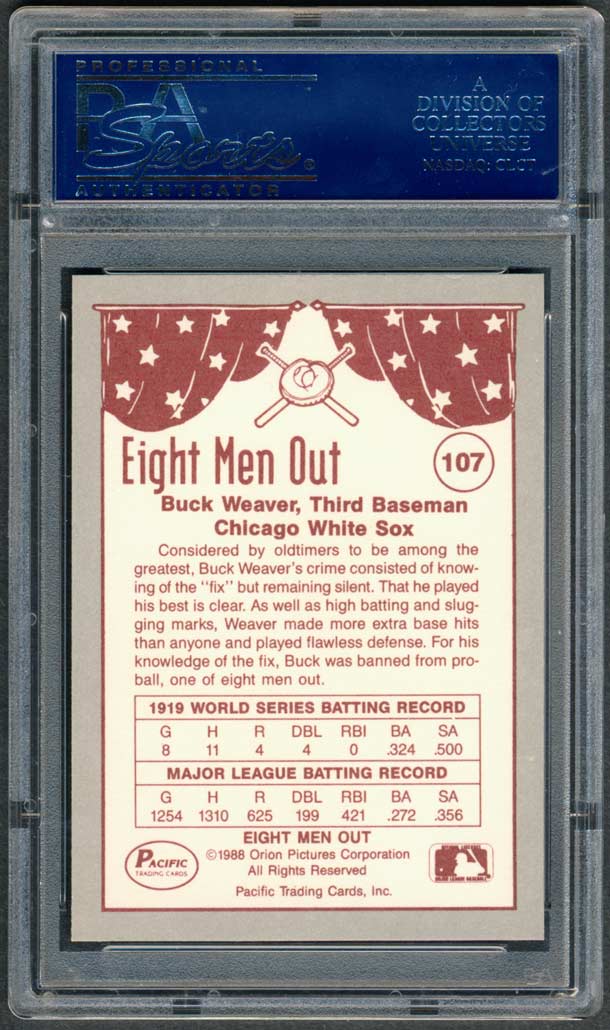 PROFESSIONAL
PSA
Sports
AUTHENTICATOR
A
DIVISION OF
COLLECTORS
UNIVERSE
NASDAQ: CLCT
Eight Men Out
107
Buck Weaver, Third Baseman
Chicago White Sox
Considered by oldtimers to be among the
greatest, Buck Weaver's crime consisted of know-
ing of the "fix" but remaining silent. That he played
his best is clear. As well as high batting and slug-
ging marks, Weaver made more extra base hits
than anyone and played flawless defense. For his
knowledge of the fix, Buck was banned from pro-
ball, one of eight men out.
1919 WORLD SERIES BATTING RECORD
G H R DBL RBI BA SA
8 11 4 4 0 .324 .500
MAJOR LEAGUE BATTING RECORD
G H R DBL RBI BA SA
1254 1310 625 199 421 .272 .356
EIGHT MEN OUT
©1988 Orion Pictures Corporation
All Rights Reserved
Pacific Trading Cards, Inc.
PACIFIC
TRADING CARDS
MAJOR LEAGUE BASEBALL
PSA